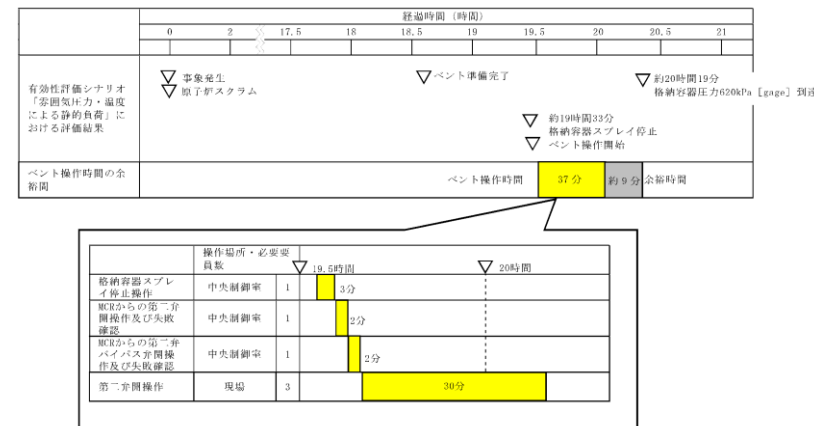 経過時間（時間）
0 2 17.5 18 18.5 19 19.5 20 20.5 21
有効性評価シナリオ
「雰囲気圧力・温度
による静的負荷」に
おける評価結果
事象発生
原子炉スクラム
ベント準備完了
約20時間19分
格納容器圧力620kPa［gage］到達
約19時間33分
格納容器スプレイ停止
ベント操作開始
ベント操作時間の余
裕間
ベント操作時間 37分 約9分 余裕時間
操作場所・必要要
員数
19.5時間 20時間
格納容器スプレ
イ停止操作
中央制御室 1 3分
MCRからの第二弁
開操作及び失敗
確認
中央制御室 1 2分
MCRからの第二弁
バイパス弁開操
作及び失敗確認
中央制御室 1 2分
第二弁開操作 現場 3 30分